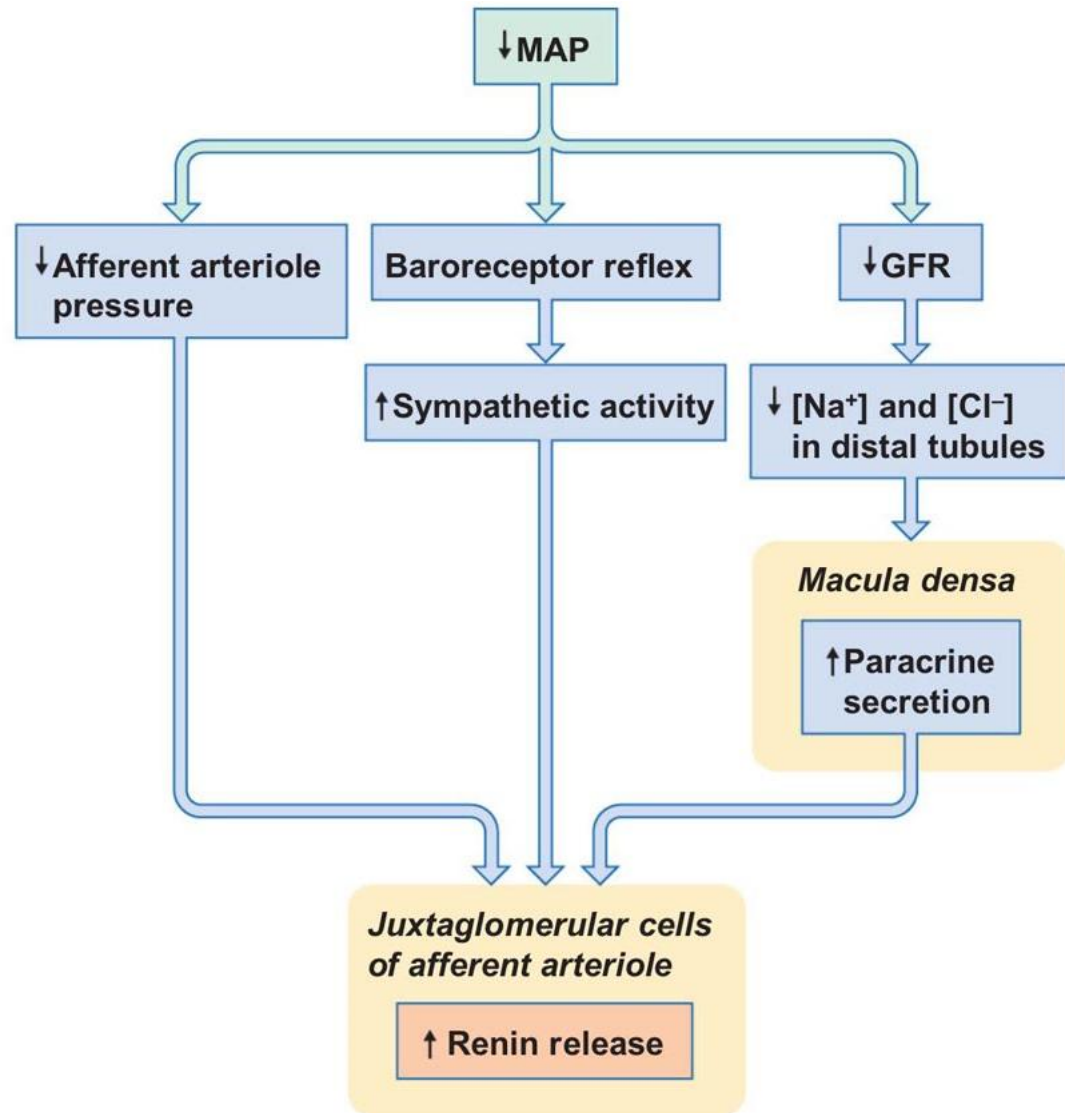 ↓MAP
↓Afferent arteriole
pressure
Baroreceptor reflex
↓GFR
↑Sympathetic activity
↓ [Na⁺] and [Cl⁻]
in distal tubules
Macula densa
↑Paracrine
secretion
Juxtaglomerular cells
of afferent arteriole
↑ Renin release